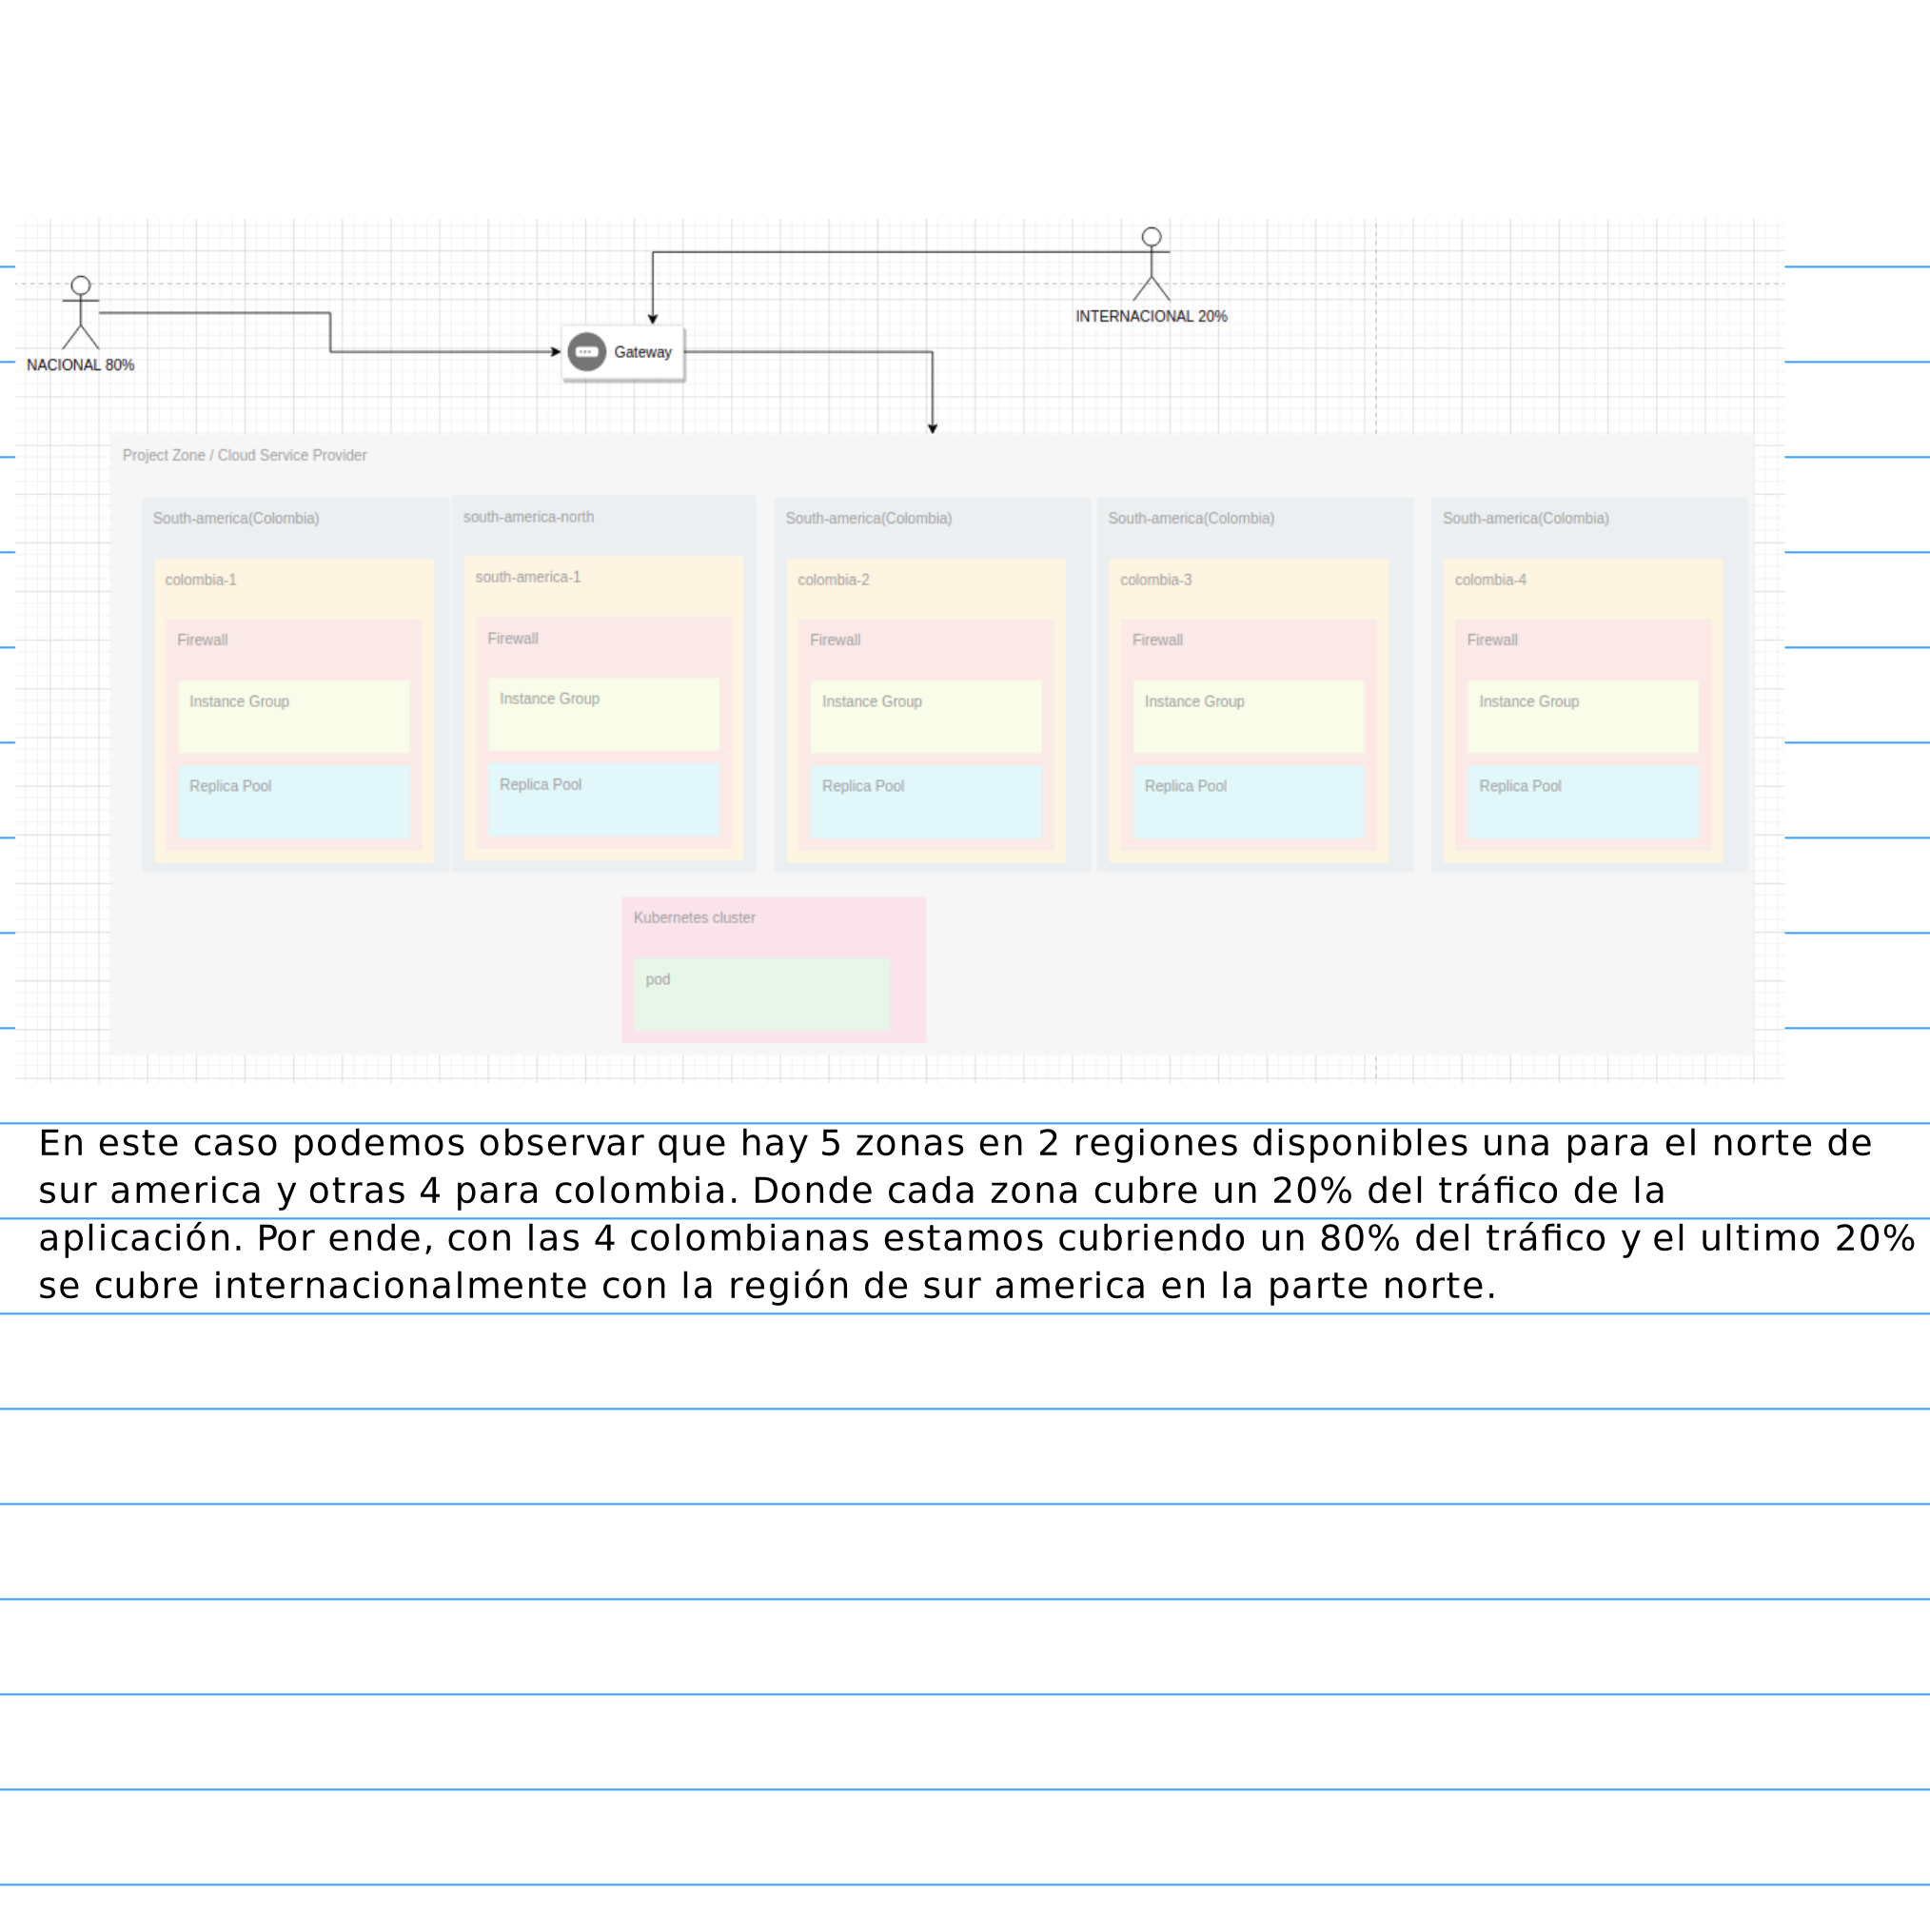 INTERNACIONAL 20%
NACIONAL 80%
Gateway
Project Zone / Cloud Service Provider
South-america(Colombia)
colombia-1
Firewall
Instance Group
Replica Pool
south-america-north
south-america-1
Firewall
Instance Group
Replica Pool
South-america(Colombia)
colombia-2
Firewall
Instance Group
Replica Pool
South-america(Colombia)
colombia-3
Firewall
Instance Group
Replica Pool
South-america(Colombia)
colombia-4
Firewall
Instance Group
Replica Pool
Kubernetes cluster
pod
En este caso podemos observar que hay 5 zonas en 2 regiones disponibles una para el norte de
sur america y otras 4 para colombia. Donde cada zona cubre un 20% del tráfico de la
aplicación. Por ende, con las 4 colombianas estamos cubriendo un 80% del tráfico y el ultimo 20%
se cubre internacionalmente con la región de sur america en la parte norte.